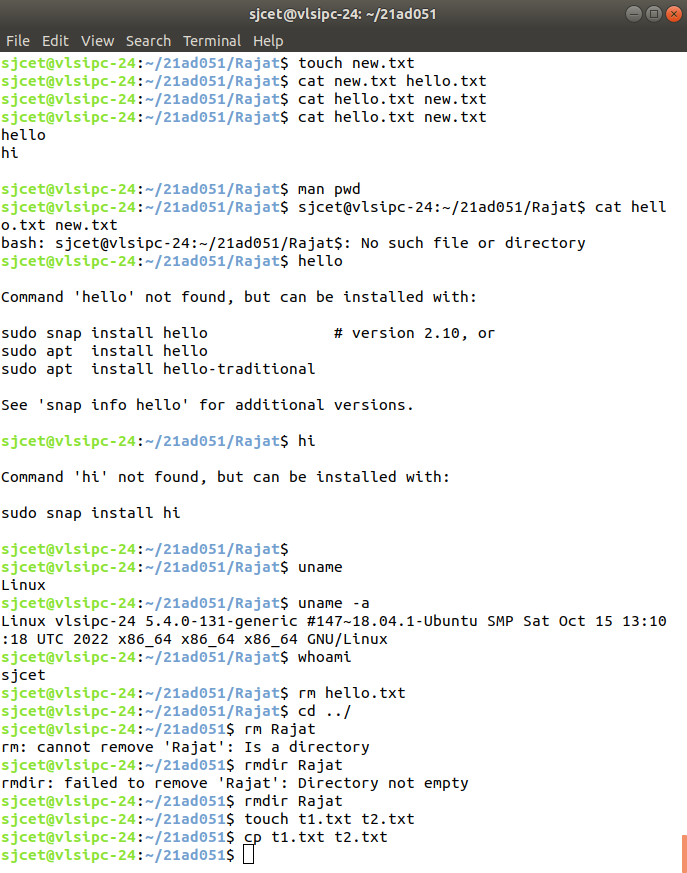 sjcet@vlsipc-24: ~/21ad051
File Edit View Search Terminal Help
sjcet@vlsipc-24:~/21ad051/Rajat$ touch new.txt
sjcet@vlsipc-24:~/21ad051/Rajat$ cat new.txt hello.txt
sjcet@vlsipc-24:~/21ad051/Rajat$ cat hello.txt new.txt
sjcet@vlsipc-24:~/21ad051/Rajat$ cat hello.txt new.txt
hello
hi
sjcet@vlsipc-24:~/21ad051/Rajat$ man pwd
sjcet@vlsipc-24:~/21ad051/Rajat$ sjcet@vlsipc-24:~/21ad051/Rajat$ cat hell
o.txt new.txt
bash: sjcet@vlsipc-24:~/21ad051/Rajat$: No such file or directory
sjcet@vlsipc-24:~/21ad051/Rajat$ hello
Command 'hello' not found, but can be installed with:
sudo snap install hello              # version 2.10, or
sudo apt  install hello
sudo apt  install hello-traditional
See 'snap info hello' for additional versions.
sjcet@vlsipc-24:~/21ad051/Rajat$ hi
Command 'hi' not found, but can be installed with:
sudo snap install hi
sjcet@vlsipc-24:~/21ad051/Rajat$
sjcet@vlsipc-24:~/21ad051/Rajat$ uname
Linux
sjcet@vlsipc-24:~/21ad051/Rajat$ uname -a
Linux vlsipc-24 5.4.0-131-generic #147~18.04.1-Ubuntu SMP Sat Oct 15 13:10
:18 UTC 2022 x86_64 x86_64 x86_64 GNU/Linux
sjcet@vlsipc-24:~/21ad051/Rajat$ whoami
sjcet
sjcet@vlsipc-24:~/21ad051/Rajat$ rm hello.txt
sjcet@vlsipc-24:~/21ad051/Rajat$ cd ../
sjcet@vlsipc-24:~/21ad051$ rm Rajat
rm: cannot remove 'Rajat': Is a directory
sjcet@vlsipc-24:~/21ad051$ rmdir Rajat
rmdir: failed to remove 'Rajat': Directory not empty
sjcet@vlsipc-24:~/21ad051$ rmdir Rajat
sjcet@vlsipc-24:~/21ad051$ touch t1.txt t2.txt
sjcet@vlsipc-24:~/21ad051$ cp t1.txt t2.txt
sjcet@vlsipc-24:~/21ad051$